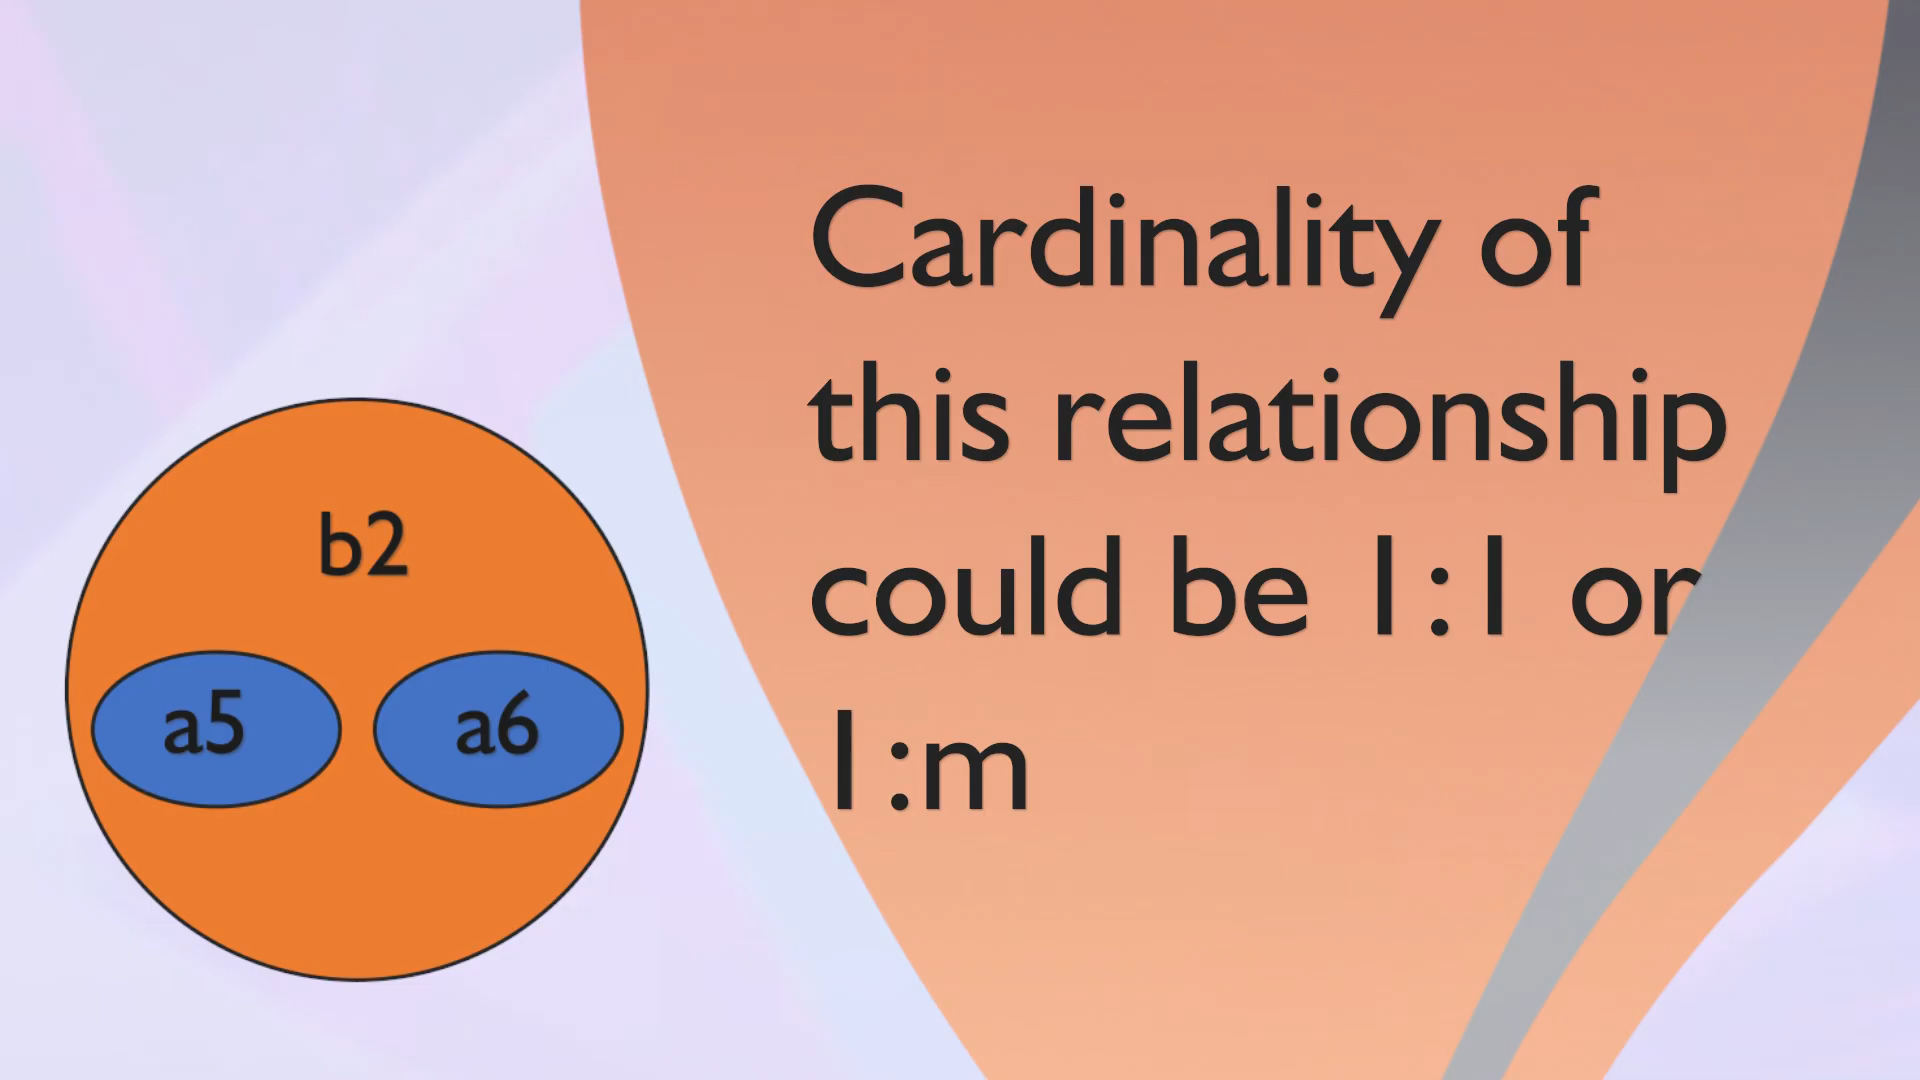 Cardinality of
this relationship
could be 1:1 or
1:m
b2
a5 a6